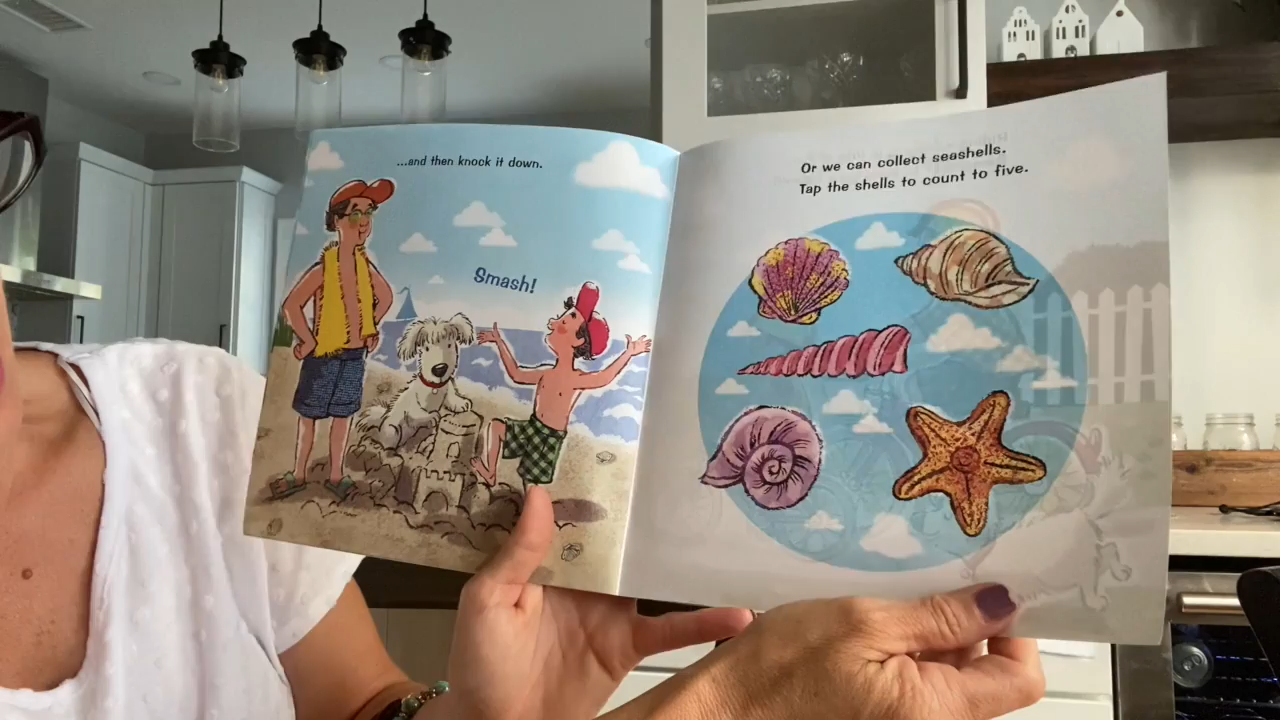 ...and then knock it down.
Smash!
Or we can collect seashells.
Tap the shells to count to five.